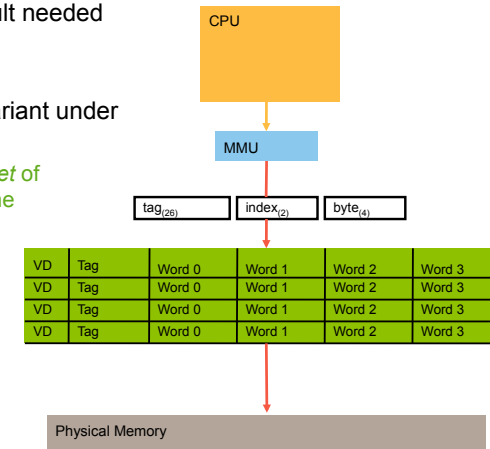 ult needed
CPU
ariant under
MMU
et of
ne
tag(26) index(2) byte(4)
VD Tag Word 0 Word 1 Word 2 Word 3
VD Tag Word 0 Word 1 Word 2 Word 3
VD Tag Word 0 Word 1 Word 2 Word 3
VD Tag Word 0 Word 1 Word 2 Word 3
Physical Memory